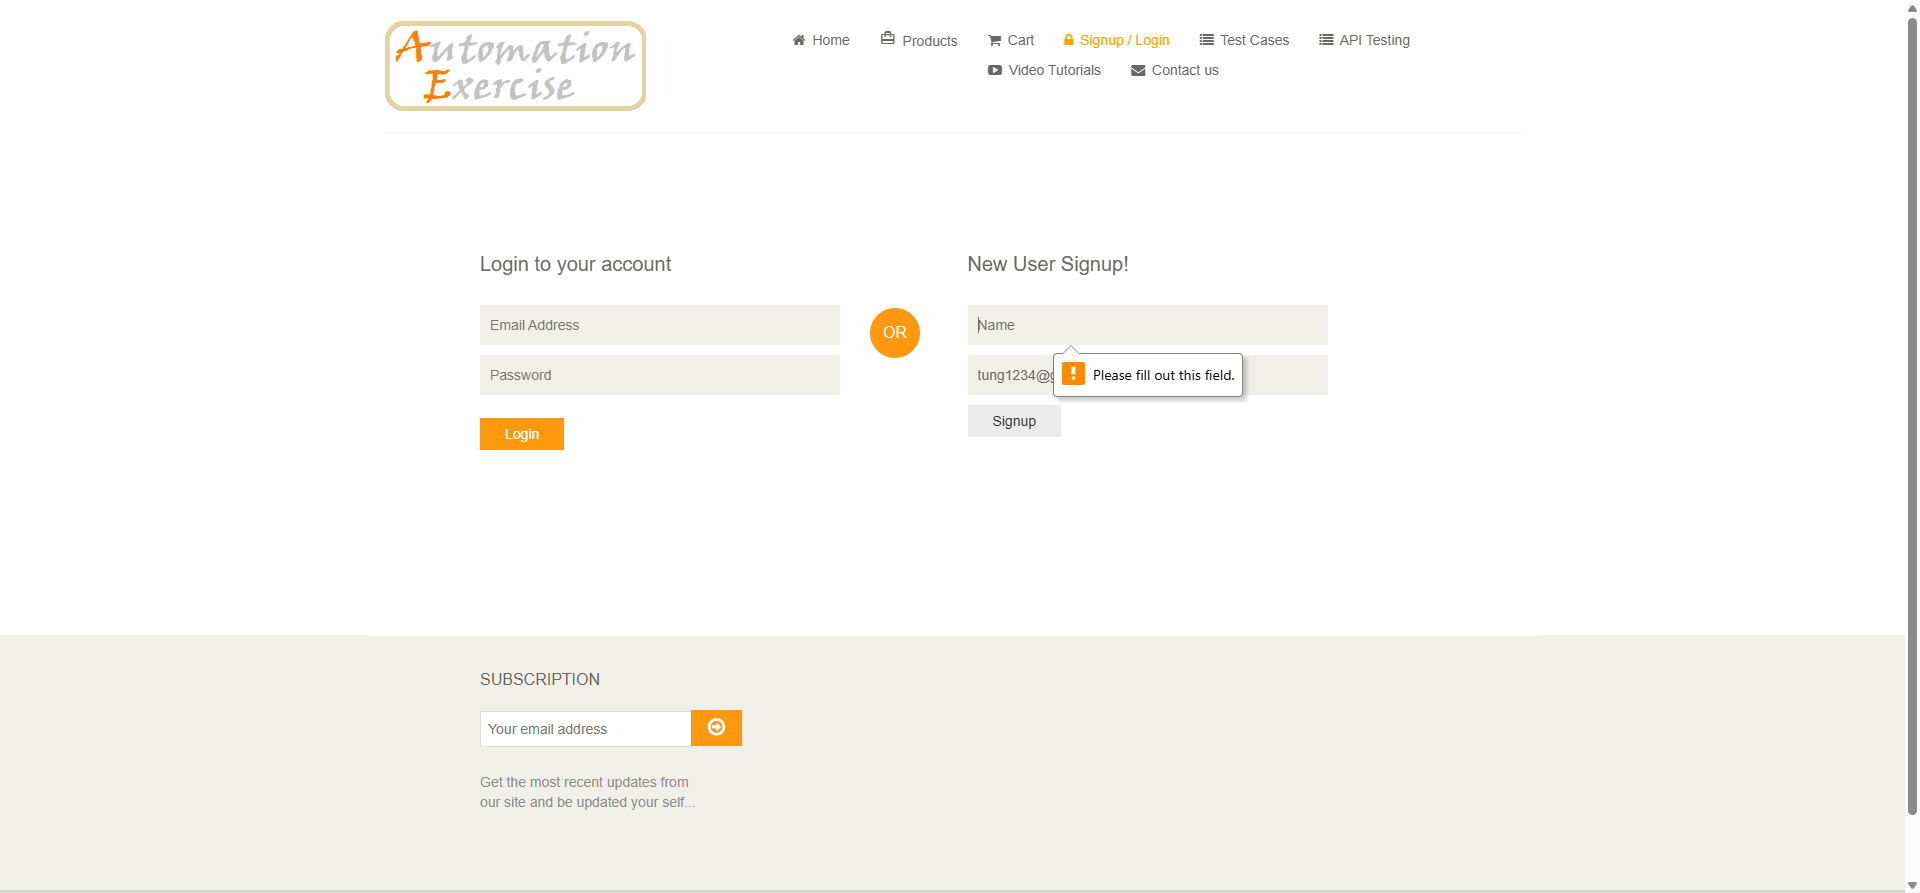 Automation
Exercise
Home
Products
Cart
Signup / Login
Test Cases
API Testing
Video Tutorials
Contact us
Login to your account
Email Address
Password
Login
OR
New User Signup!
Name
tung1234@
Please fill out this field.
Signup
SUBSCRIPTION
Your email address
Get the most recent updates from
our site and be updated your self...